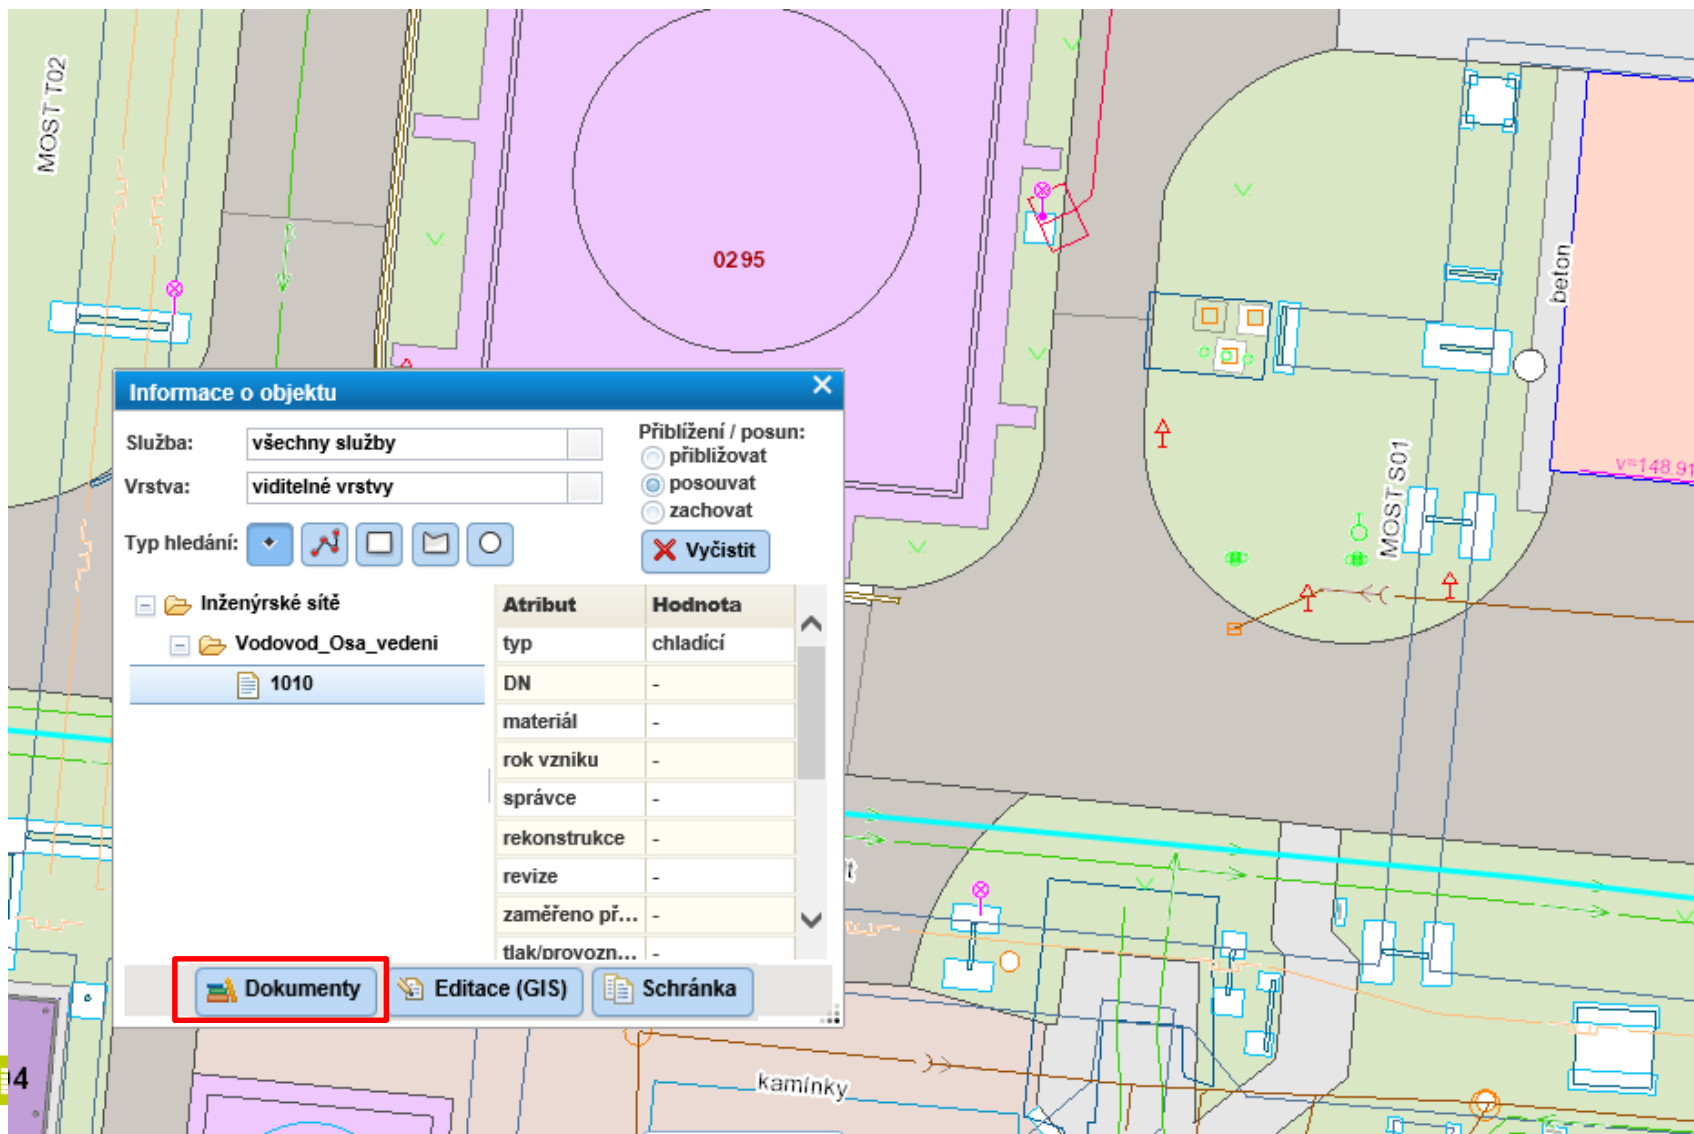 MOST T02
0295
beton
MOST S01
v=148.91
Informace o objektu
Služba:
všechny služby
Vrstva:
viditelné vrstvy
Typ hledání:
Přiblížení / posun:
přibližovat
posouvat
zachovat
Vyčistit
Inženýrské sítě
Vodovod_Osa_vedeni
1010
Atribut Hodnota
typ chladící
DN -
materiál -
rok vzniku -
správce -
rekonstrukce -
revize -
zaměřeno př... -
tlak/provozn... -
Dokumenty
Editace (GIS)
Schránka
kamínky
4